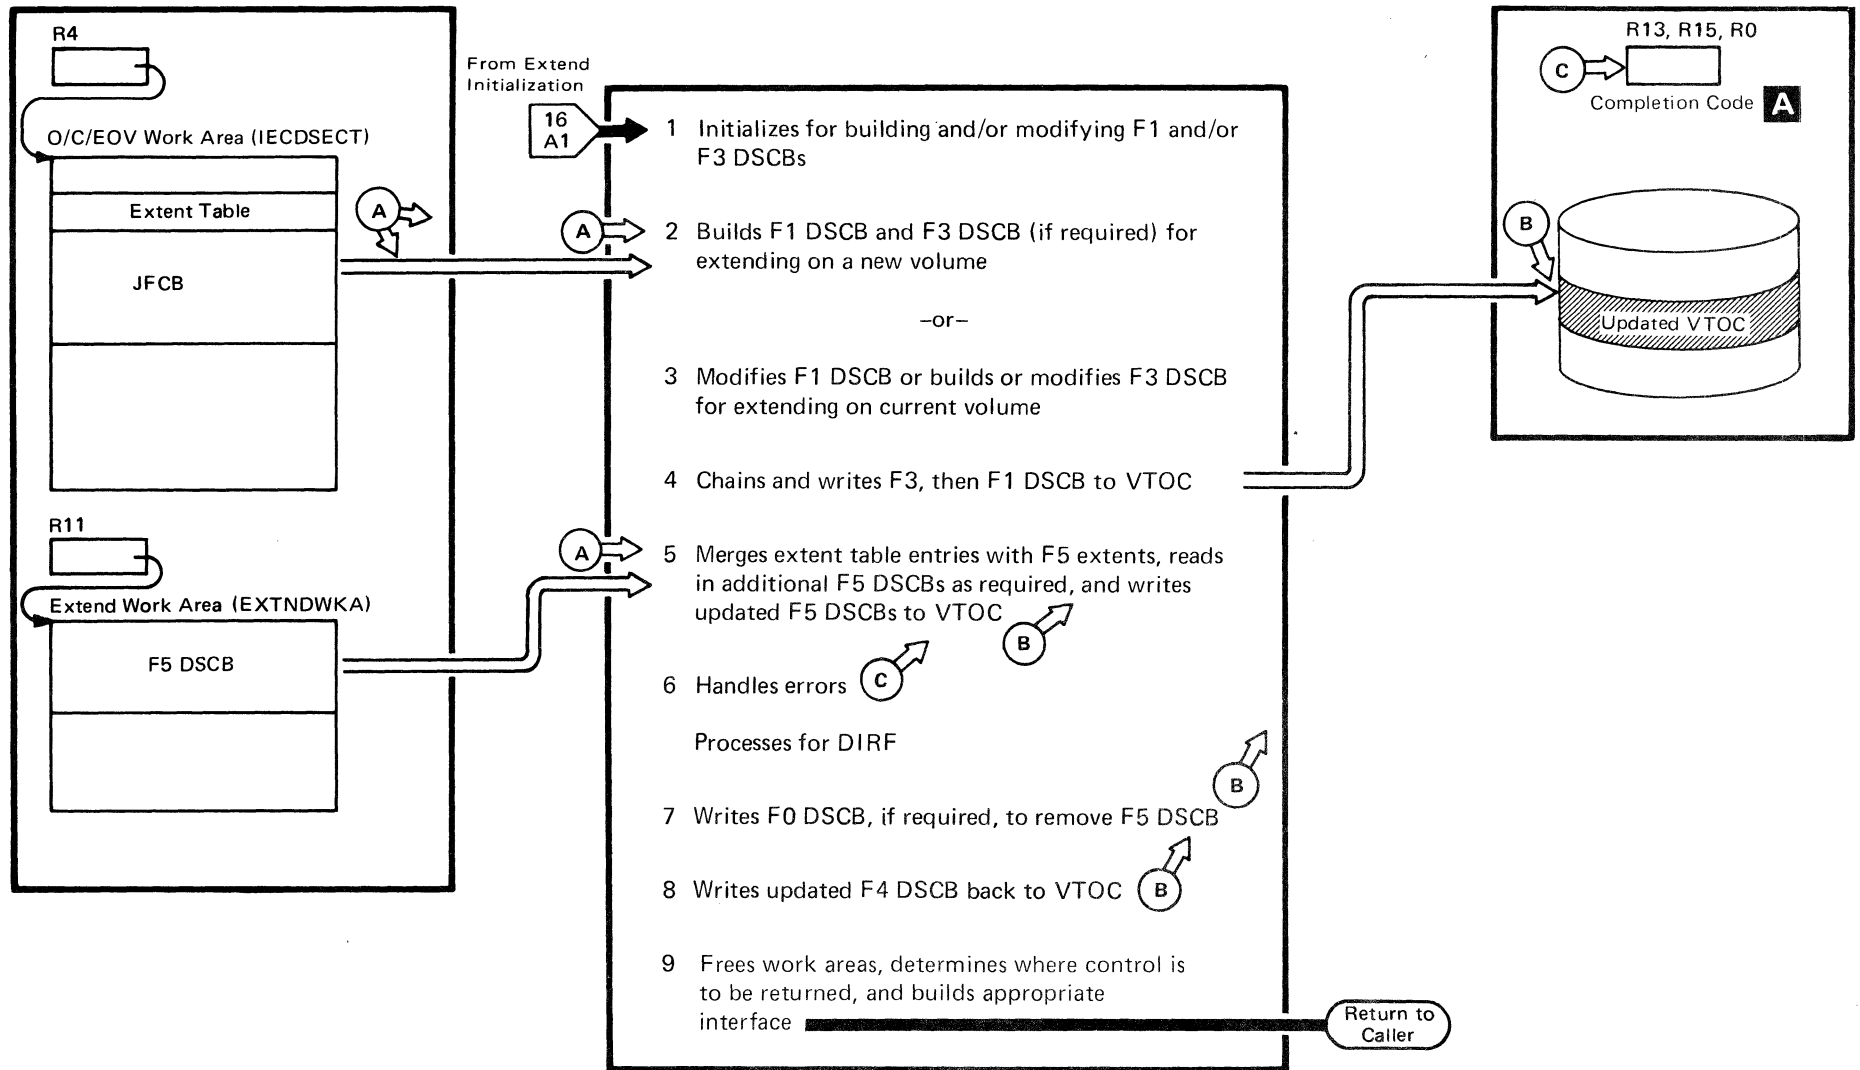 R4
O/C/EOV Work Area (IECDSECT)
Extent Table
JFCB
A
R11
Extend Work Area (EXTNDWKA)
F5 DSCB
From Extend
Initialization
16
A1
1 Initializes for building and/or modifying F1 and/or
F3 DSCBs
A
2 Builds F1 DSCB and F3 DSCB (if required) for
extending on a new volume
–or–
3 Modifies F1 DSCB or builds or modifies F3 DSCB
for extending on current volume
4 Chains and writes F3, then F1 DSCB to VTOC
A
5 Merges extent table entries with F5 extents, reads
in additional F5 DSCBs as required, and writes
updated F5 DSCBs to VTOC
B
6 Handles errors
C
Processes for DIRF
B
7 Writes F0 DSCB, if required, to remove F5 DSCB
8 Writes updated F4 DSCB back to VTOC
B
9 Frees work areas, determines where control is
to be returned, and builds appropriate
interface
Return to
Caller
R13, R15, R0
C
Completion Code A
B
Updated VTOC